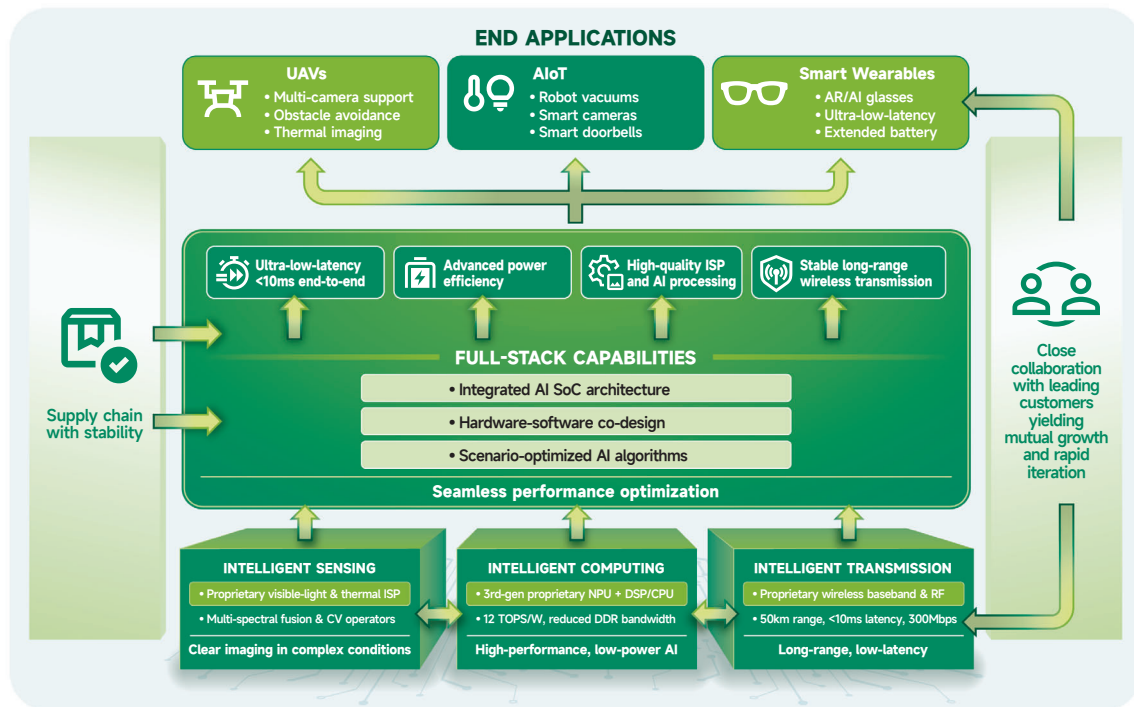 END APPLICATIONS
UAVs
• Multi-camera support
• Obstacle avoidance
• Thermal imaging
AIoT
• Robot vacuums
• Smart cameras
• Smart doorbells
Smart Wearables
• AR/AI glasses
• Ultra-low-latency
• Extended battery
Supply chain
with stability
Ultra-low-latency
<10ms end-to-end
Advanced power
efficiency
High-quality ISP
and AI processing
Stable long-range
wireless transmission
FULL-STACK CAPABILITIES
• Integrated AI SoC architecture
• Hardware-software co-design
• Scenario-optimized AI algorithms
Seamless performance optimization
Close
collaboration
with leading
customers
yielding
mutual growth
and rapid
iteration
INTELLIGENT SENSING
• Proprietary visible-light & thermal ISP
• Multi-spectral fusion & CV operators
Clear imaging in complex conditions
INTELLIGENT COMPUTING
• 3rd-gen proprietary NPU + DSP/CPU
• 12 TOPS/W, reduced DDR bandwidth
High-performance, low-power AI
INTELLIGENT TRANSMISSION
• Proprietary wireless baseband & RF
• 50km range, <10ms latency, 300Mbps
Long-range, low-latency